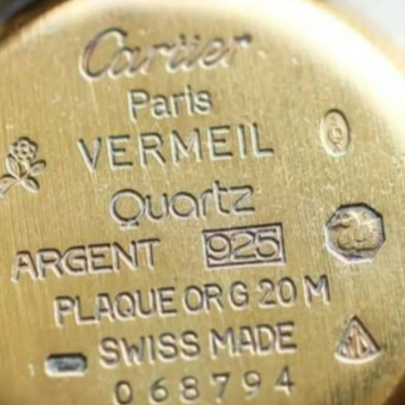 Cartier
Paris
VERMEIL
Quartz
ARGENT 925
PLAQUE OR G 20 M
SWISS MADE
068794